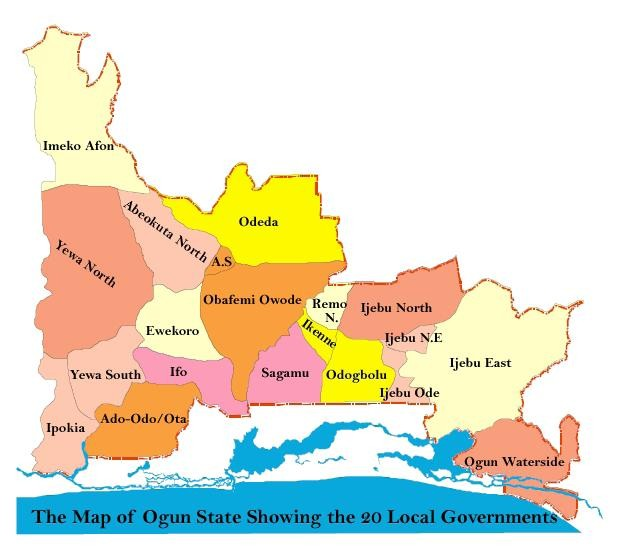 Imeko Afon
Abeokuta North
Odeda
Yewa North
A.S
Obafemi Owode
Remo
N.
Ijebu North
Ewekoro
Ikenne
Ijebu N.E
Ijebu East
Yewa South
Ifo
Sagamu
Odogbolu
Ijebu Ode
Ado-Odo/Ota
Ipokia
Ogun Waterside
The Map of Ogun State Showing the 20 Local Governments